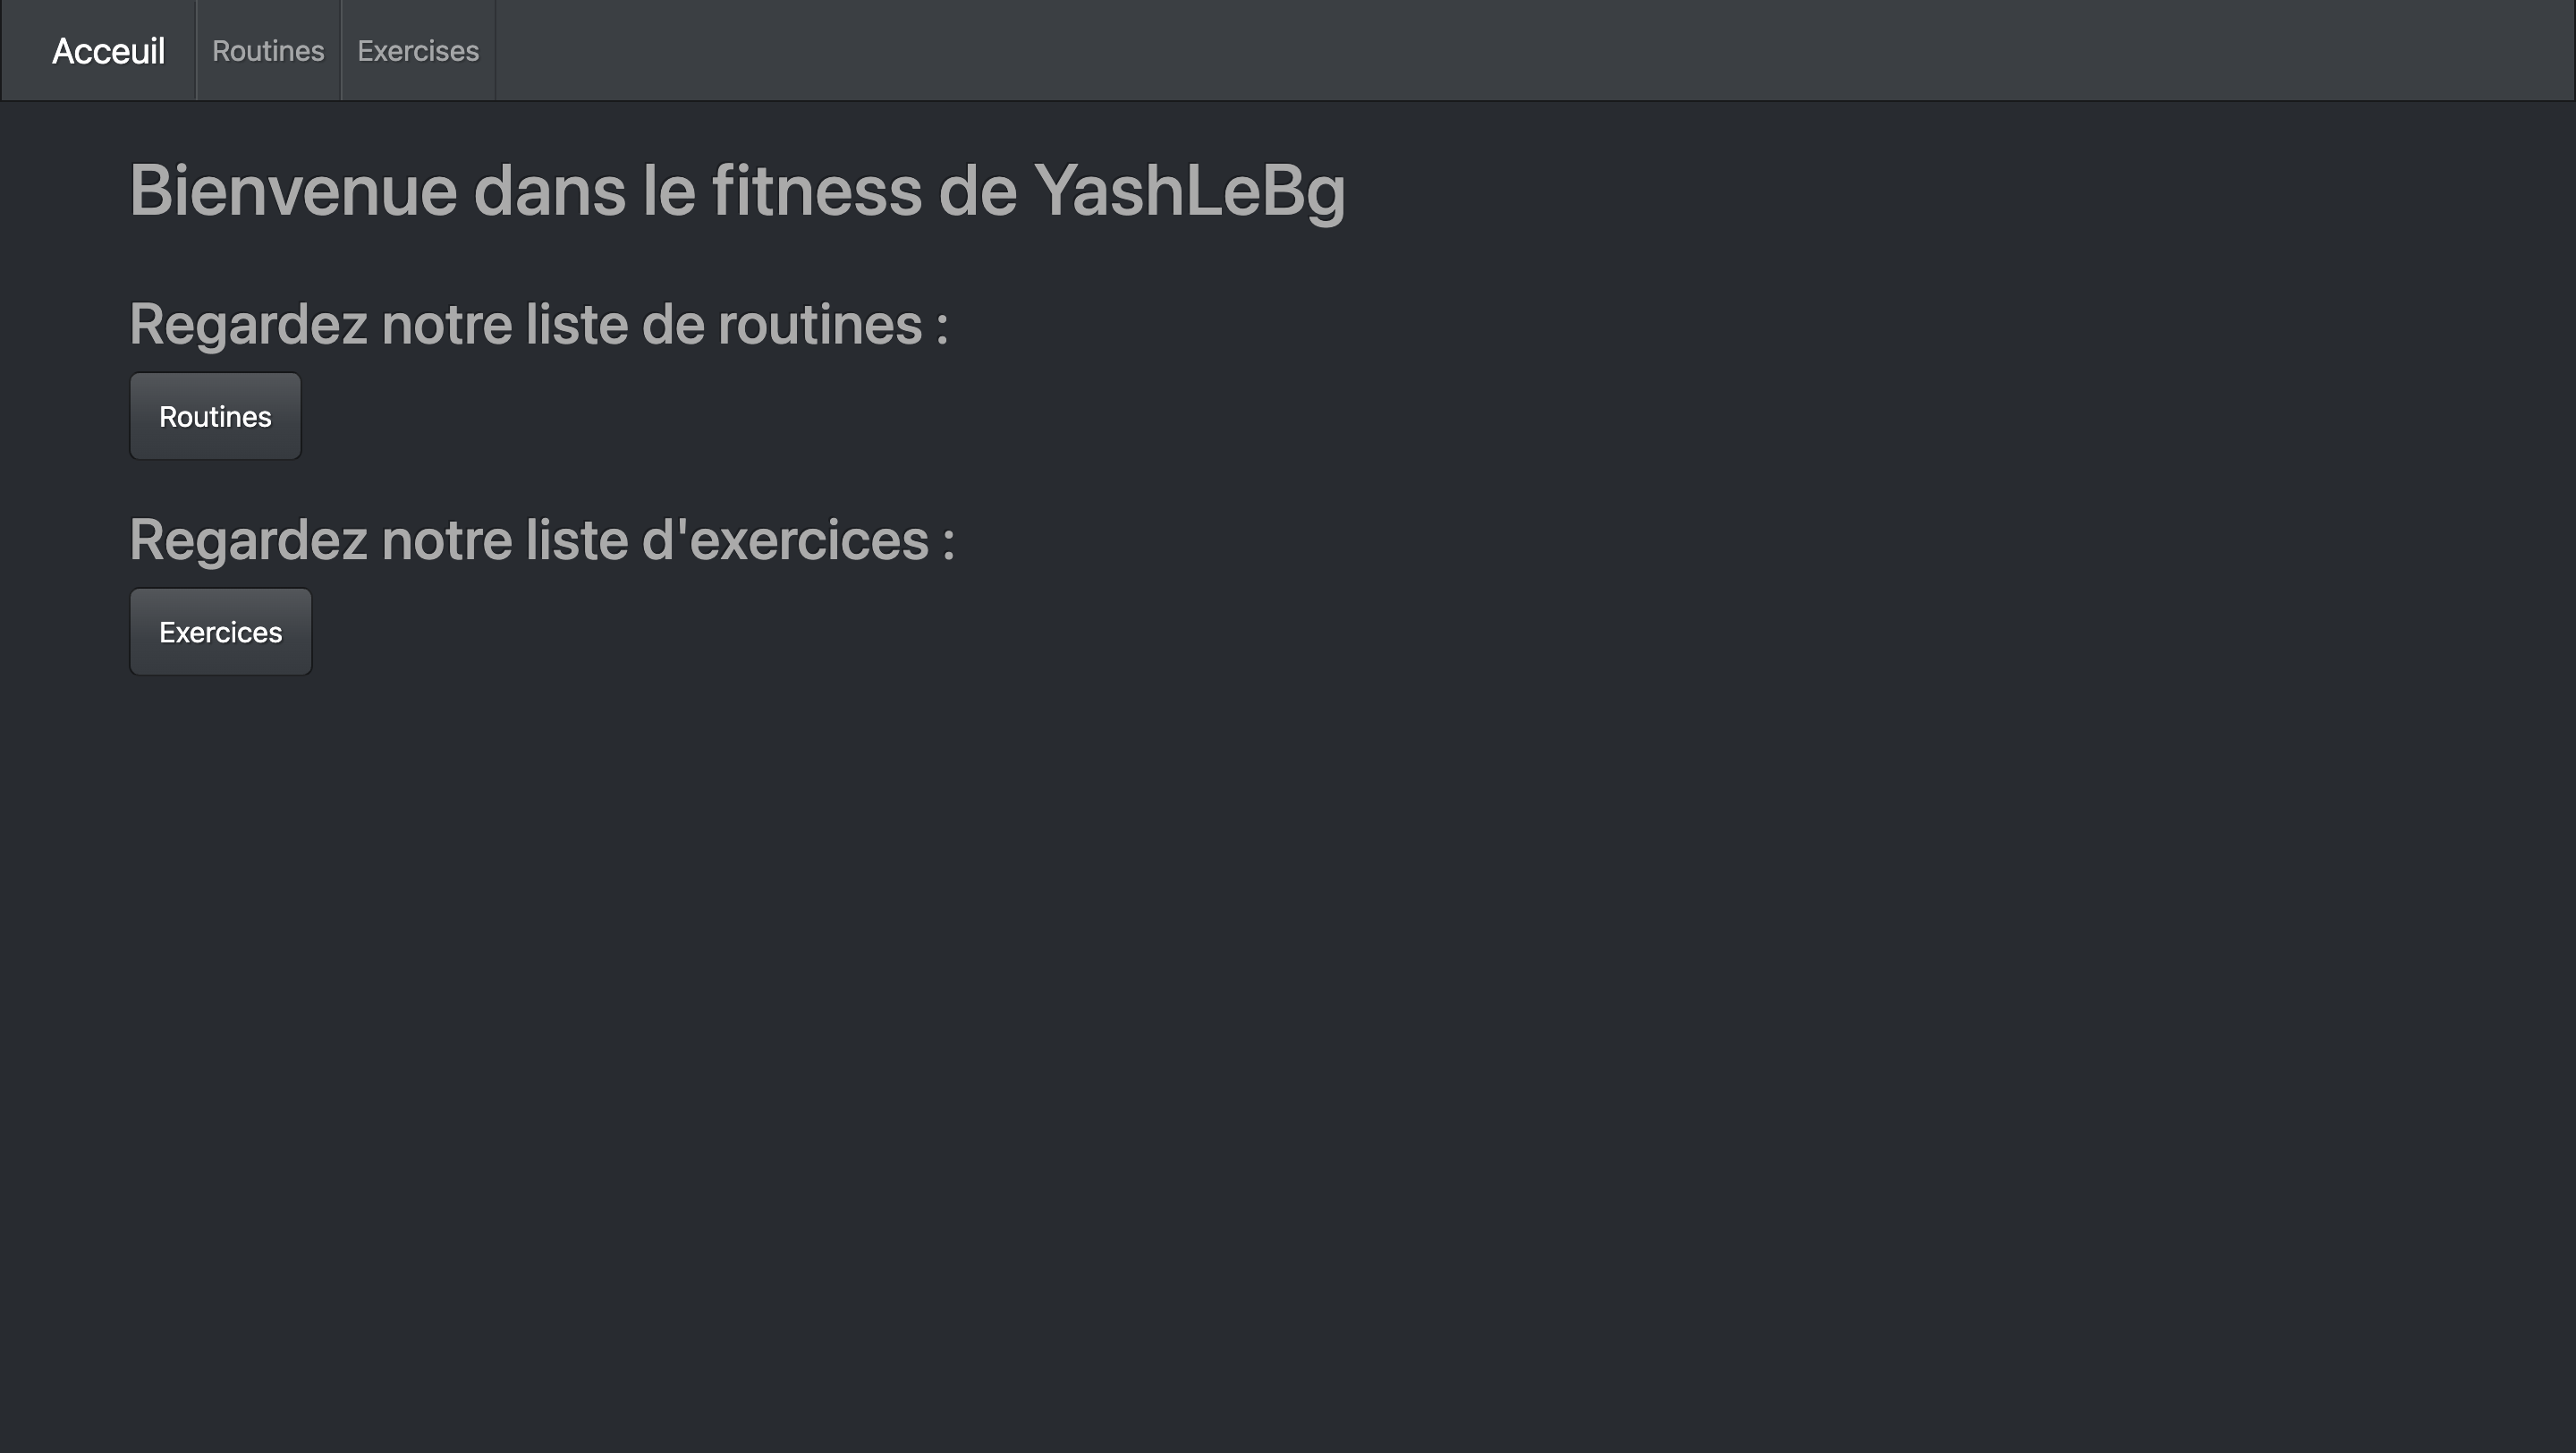 Acceuil Routines Exercises
Bienvenue dans le fitness de YashLeBg
Regardez notre liste de routines :
Routines
Regardez notre liste d'exercices :
Exercices